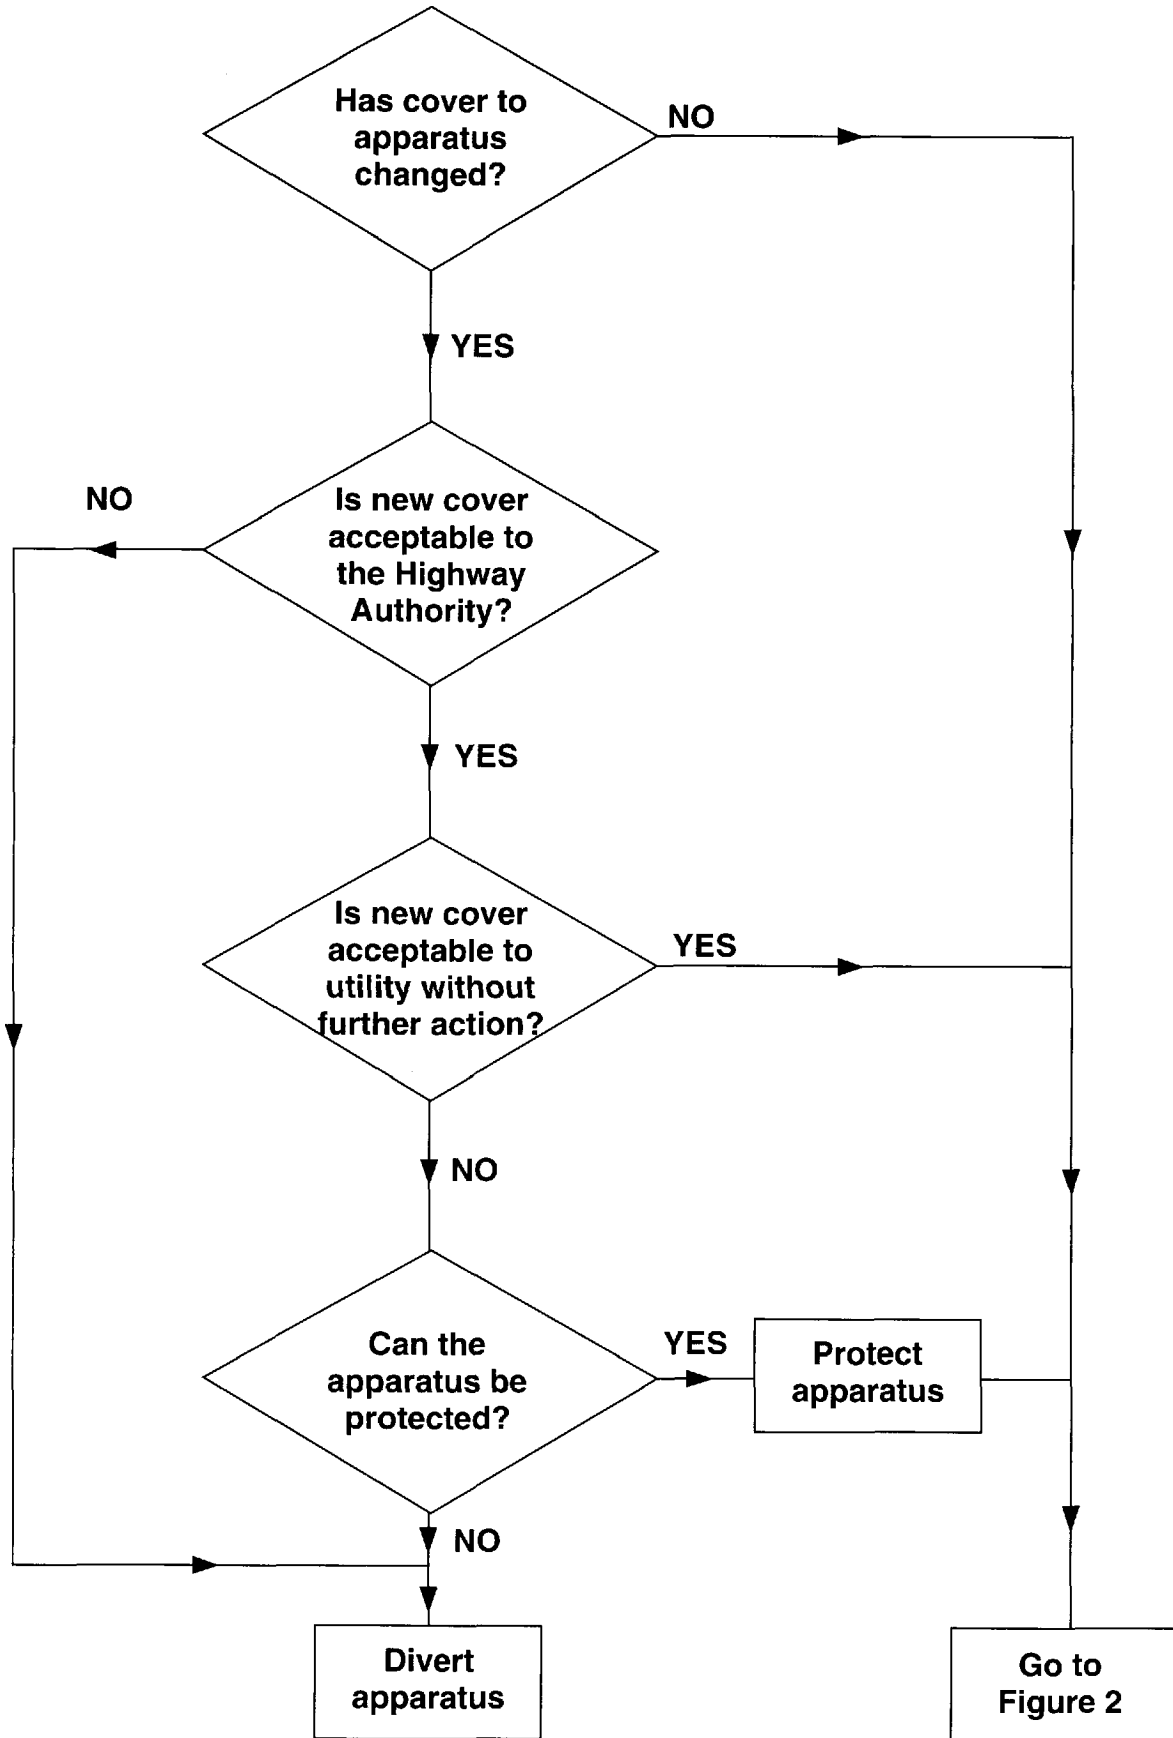 Has cover to
apparatus
changed?
NO
YES
NO
Is new cover
acceptable to
the Highway
Authority?
YES
Is new cover
acceptable to
utility without
further action?
YES
NO
Can the
apparatus be
protected?
YES
Protect
apparatus
NO
Divert
apparatus
Go to
Figure 2